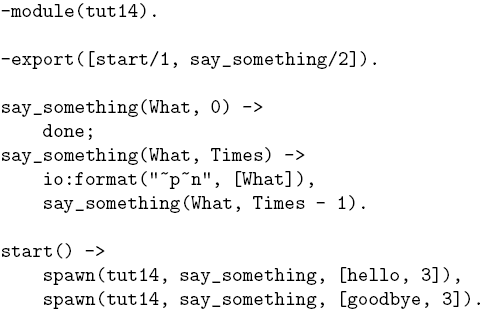 -module(tut14).
-export([start/1, say_something/2]).
say_something(What, 0) ->
done;
say_something(What, Times) ->
io:format("~p~n", [What]),
say_something(What, Times - 1).
start() ->
spawn(tut14, say_something, [hello, 3]),
spawn(tut14, say_something, [goodbye, 3]).